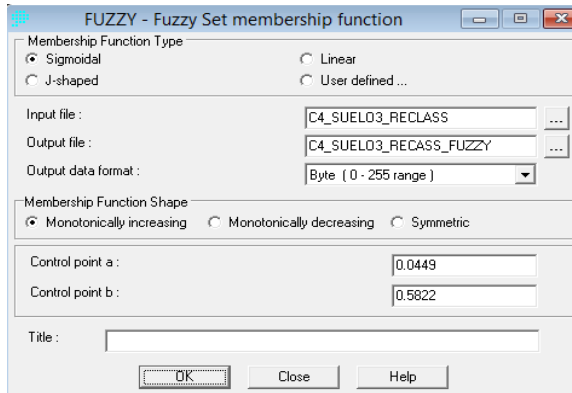 FUZZY - Fuzzy Set membership function
Membership Function Type
Sigmoidal Linear
J-shaped User defined ...
Input file : C4_SUELO3_RECLASS ...
Output file : C4_SUELO3_RECASS_FUZZY ...
Output data format : Byte ( 0 - 255 range )
Membership Function Shape
Monotonically increasing Monotonically decreasing Symmetric
Control point a : 0.0449
Control point b : 0.5822
Title :
OK Close Help